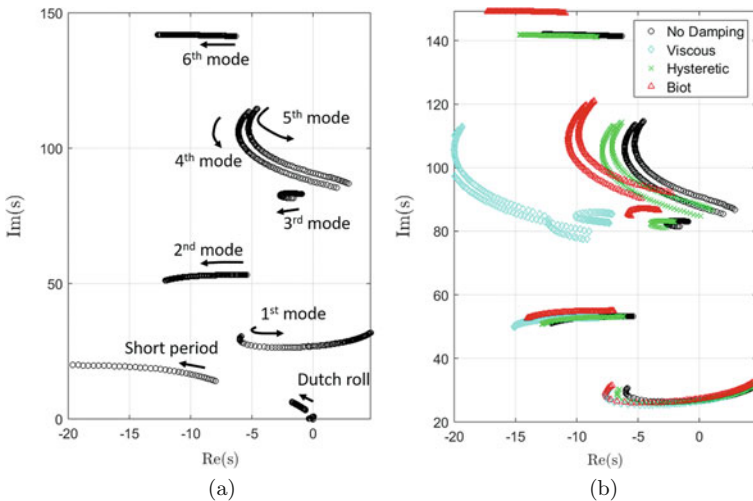 150
100
50
0
-20
-15
-10
-5
0
Im(s)
Re(s)
6th mode
5th mode
4th mode
3rd mode
2nd mode
1st mode
Short period
Dutch roll
(a)
140
120
100
80
60
40
20
-20
-15
-10
-5
0
Im(s)
Re(s)
No Damping
Viscous
Hysteretic
Biot
(b)